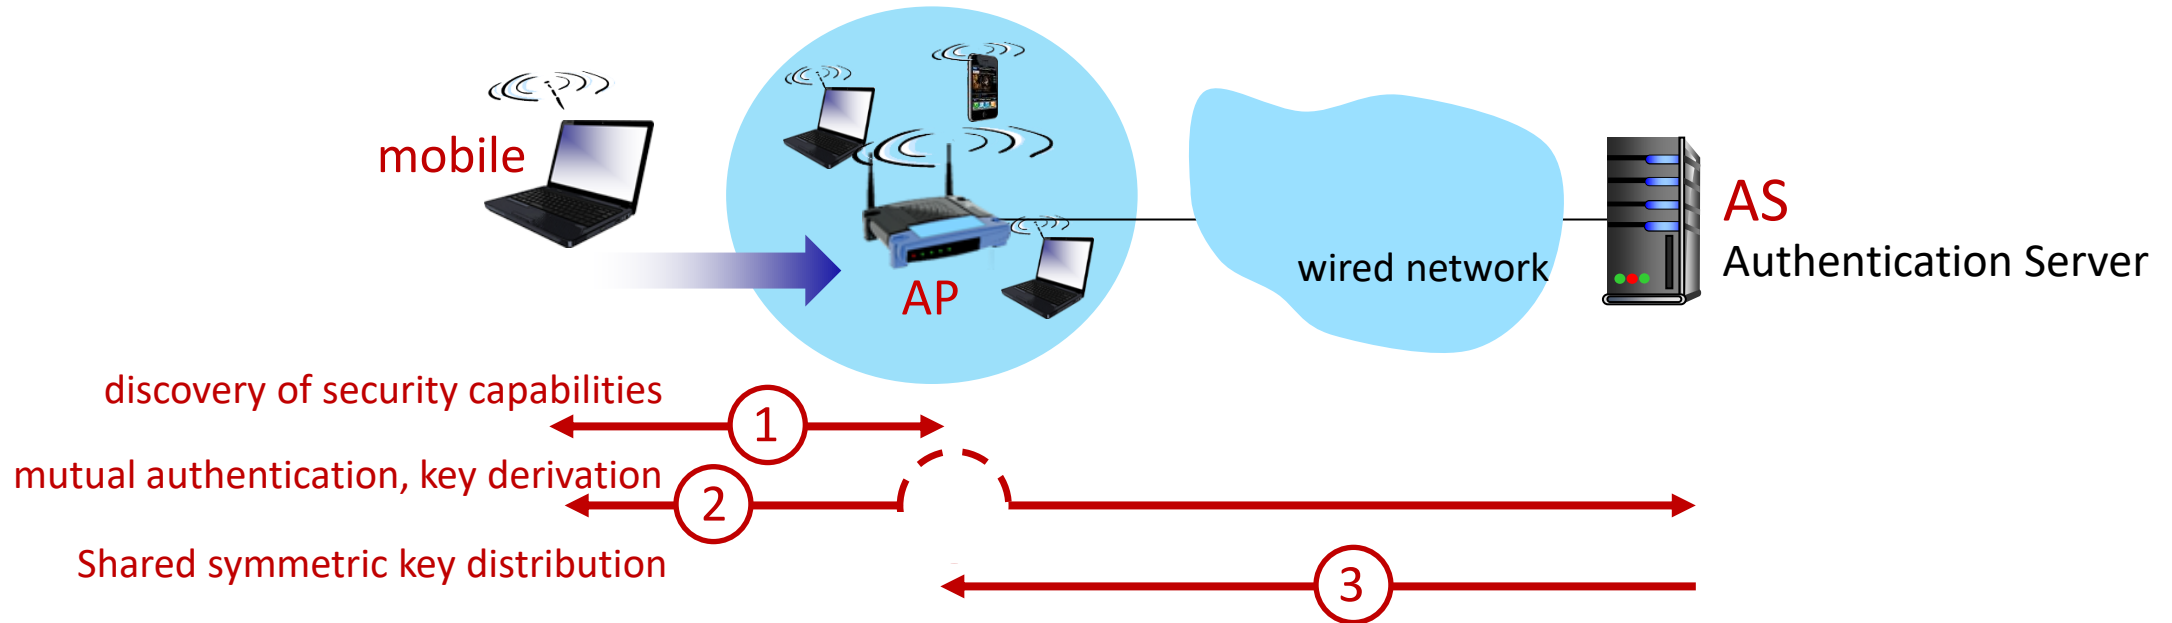 mobile
AP
wired network
AS
Authentication Server
discovery of security capabilities
1
mutual authentication, key derivation
2
Shared symmetric key distribution
3